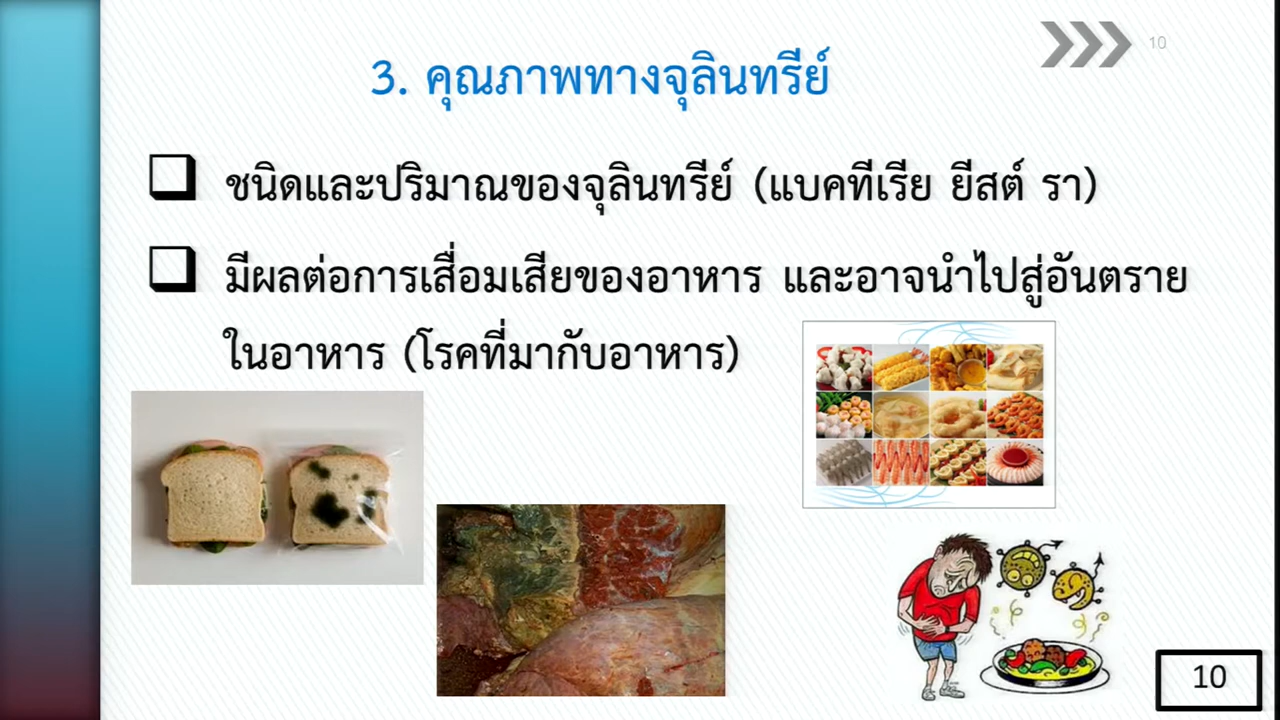 10
3. คุณภาพทางจุลินทรีย์
ชนิดและปริมาณของจุลินทรีย์ (แบคทีเรีย ยีสต์ รา)
มีผลต่อการเสื่อมเสียของอาหาร และอาจนำไปสู่อันตราย
ในอาหาร (โรคที่มากับอาหาร)
10